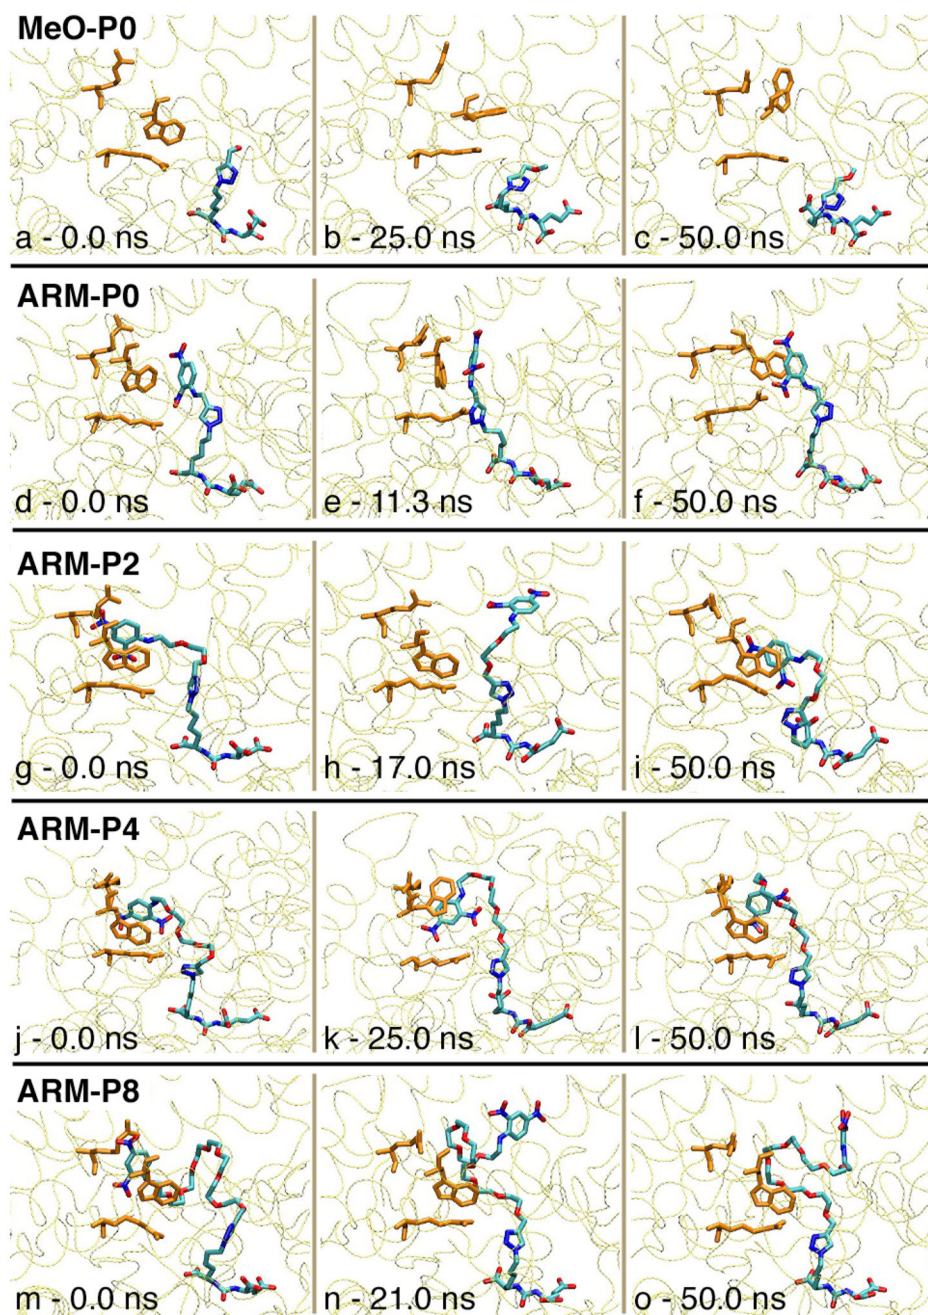 MeO-P0
a - 0.0 ns
b - 25.0 ns
c - 50.0 ns
ARM-P0
d - 0.0 ns
e - 11.3 ns
f - 50.0 ns
ARM-P2
g - 0.0 ns
h - 17.0 ns
i - 50.0 ns
ARM-P4
j - 0.0 ns
k - 25.0 ns
l - 50.0 ns
ARM-P8
m - 0.0 ns
n - 21.0 ns
o - 50.0 ns